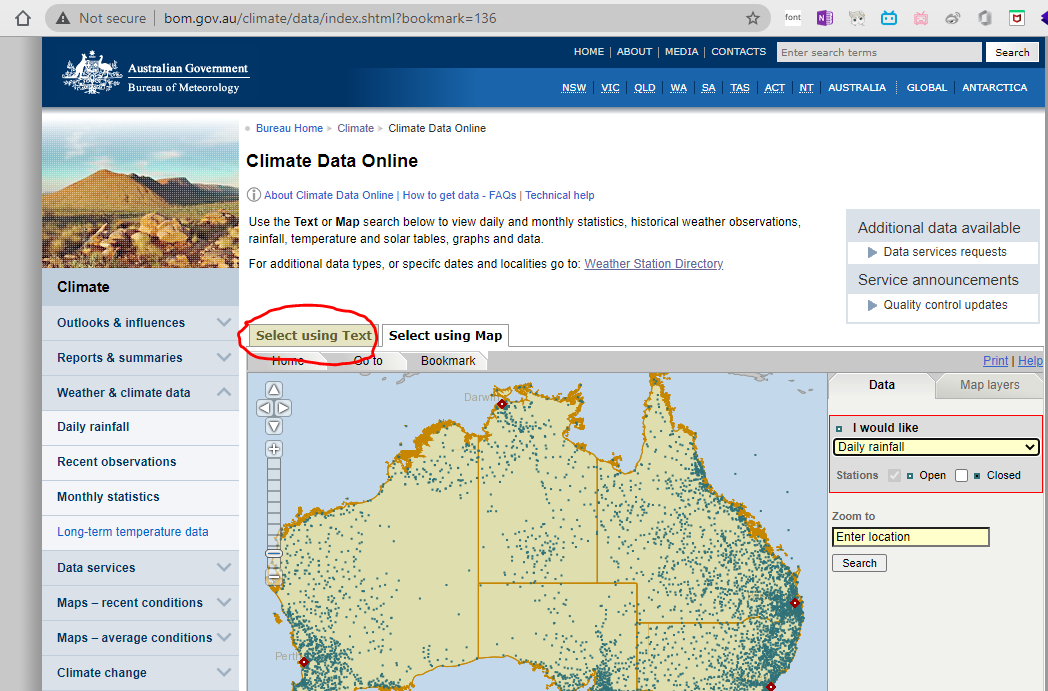 Not secure
bom.gov.au/climate/data/index.shtml?bookmark=136
font
HOME | ABOUT | MEDIA | CONTACTS
Enter search terms
Search
Australian Government
Bureau of Meteorology
NSW VIC QLD WA SA TAS ACT NT AUSTRALIA GLOBAL ANTARCTICA
Bureau Home > Climate > Climate Data Online
Climate Data Online
About Climate Data Online | How to get data - FAQs | Technical help
Use the Text or Map search below to view daily and monthly statistics, historical weather observations,
rainfall, temperature and solar tables, graphs and data.
For additional data types, or specifc dates and localities go to: Weather Station Directory
Additional data available
Data services requests
Service announcements
Quality control updates
Climate
Outlooks & influences
Reports & summaries
Weather & climate data
Daily rainfall
Recent observations
Monthly statistics
Long-term temperature data
Data services
Maps – recent conditions
Maps – average conditions
Climate change
Select using Text
Select using Map
Home
Go to
Bookmark
Print | Help
Darwin
Perth
Data
Map layers
I would like
Daily rainfall
Stations Open Closed
Zoom to
Enter location
Search